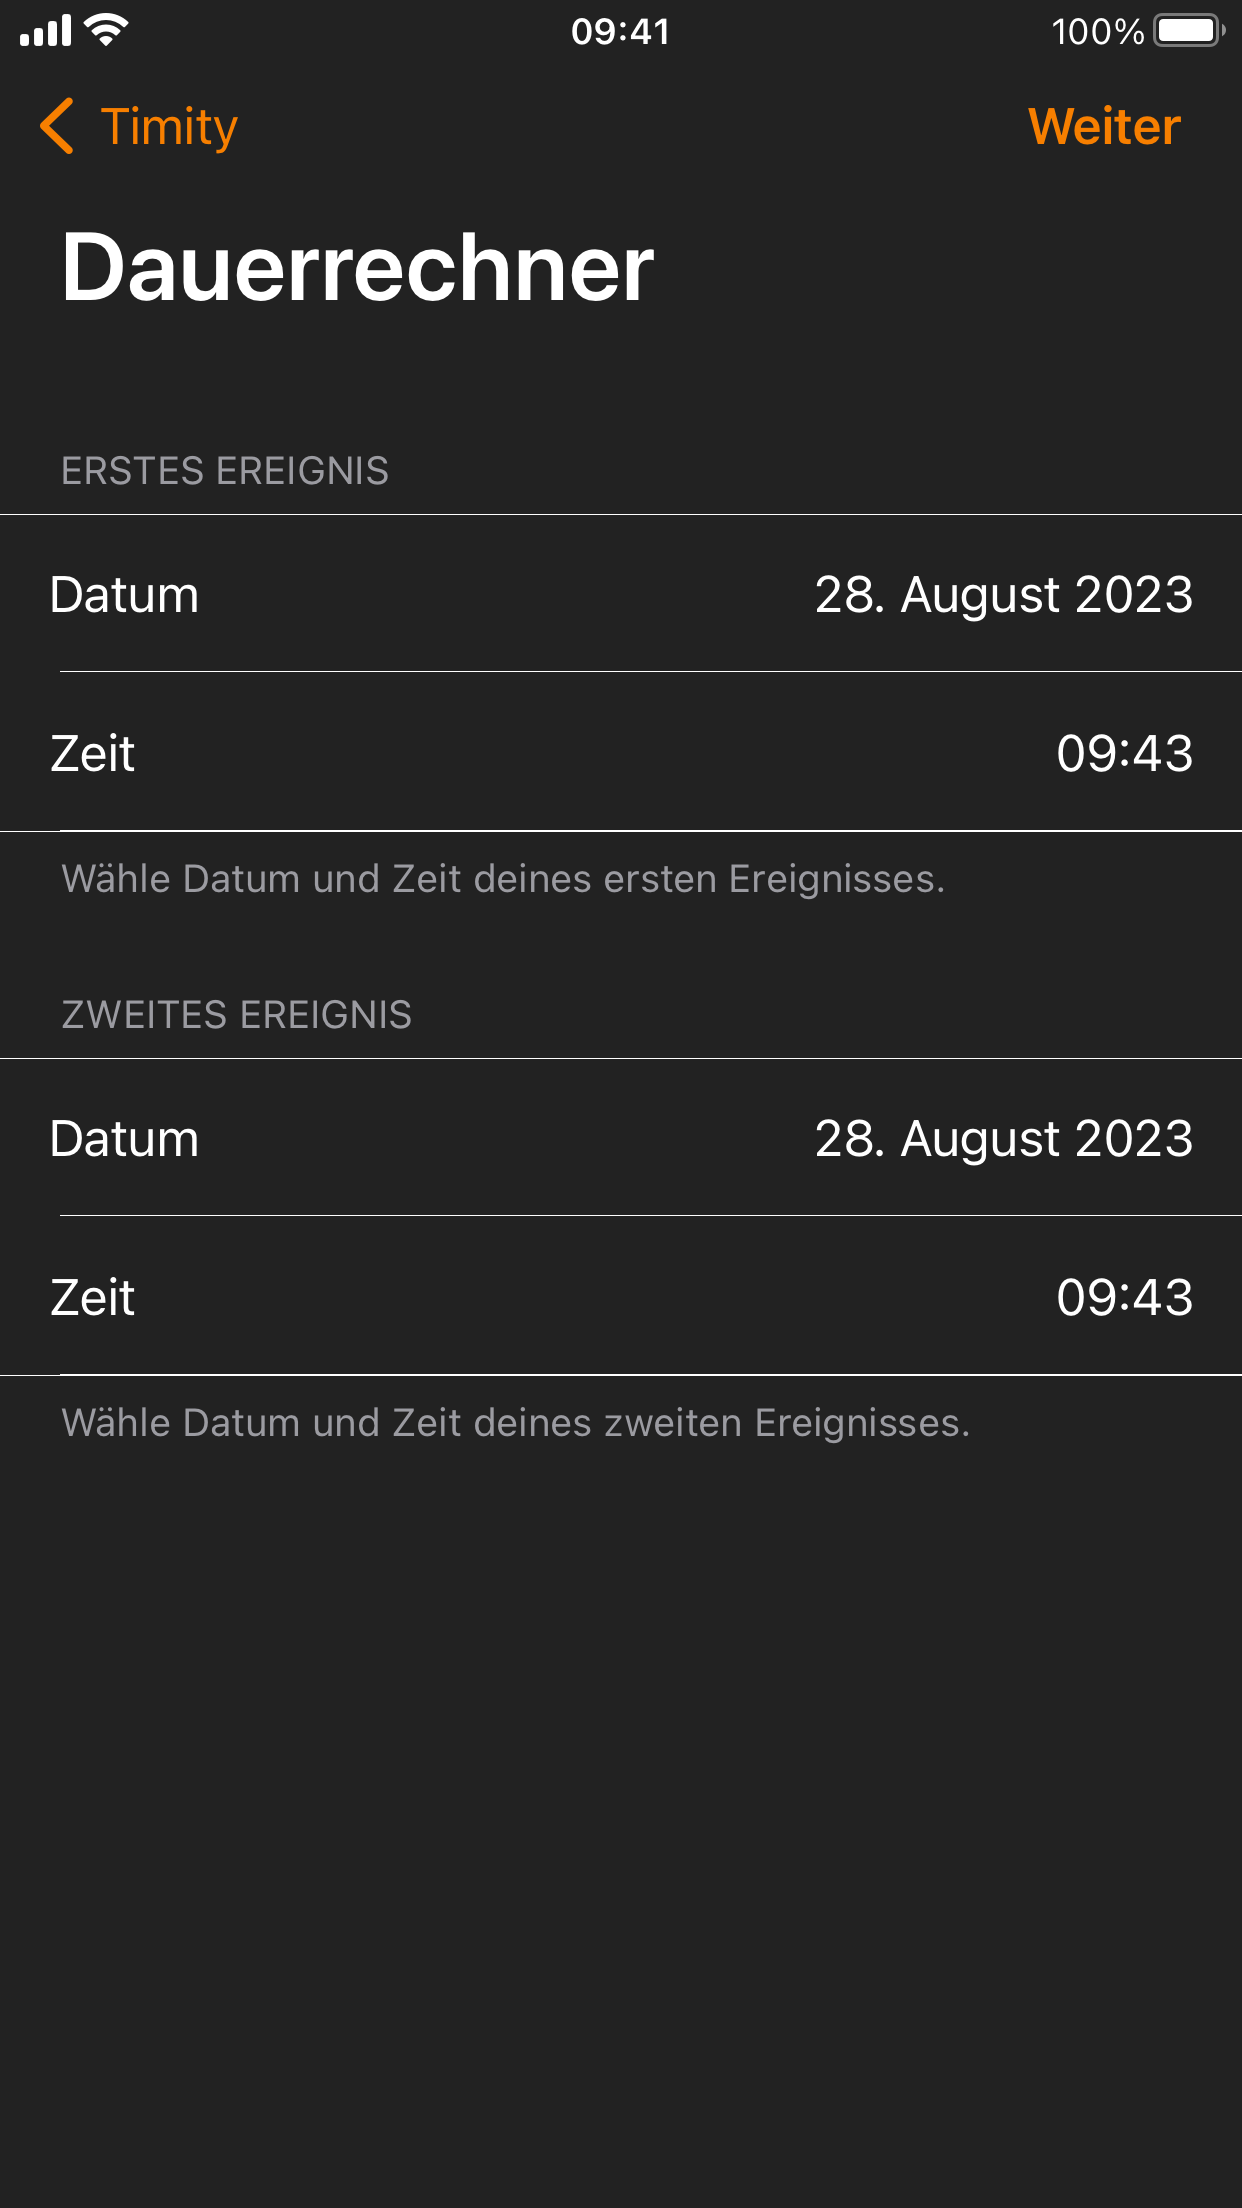 09:41
100%
Timity
Weiter
Dauerrechner
ERSTES EREIGNIS
Datum 28. August 2023
Zeit 09:43
Wähle Datum und Zeit deines ersten Ereignisses.
ZWEITES EREIGNIS
Datum 28. August 2023
Zeit 09:43
Wähle Datum und Zeit deines zweiten Ereignisses.